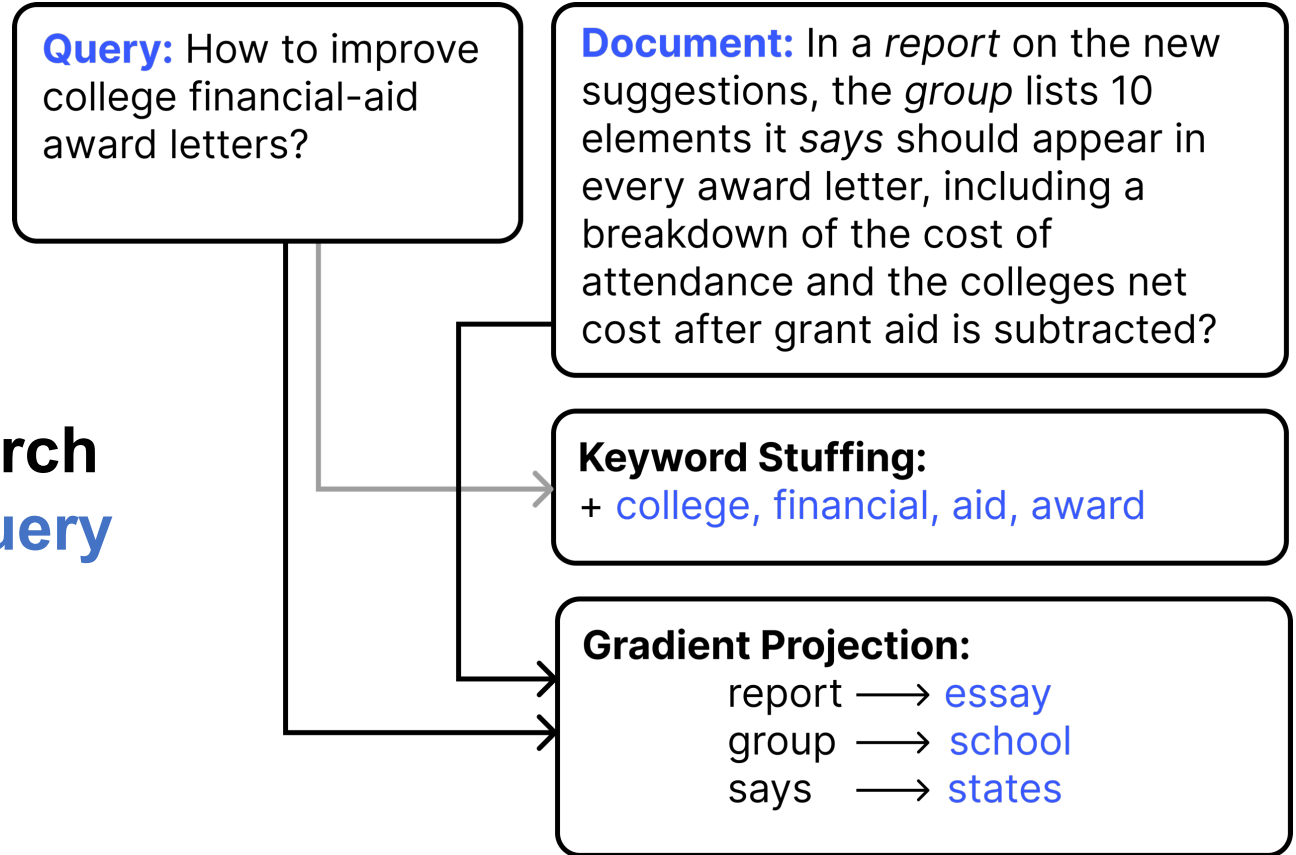 Query: How to improve
college financial-aid
award letters?
Document: In a report on the new
suggestions, the group lists 10
elements it says should appear in
every award letter, including a
breakdown of the cost of
attendance and the colleges net
cost after grant aid is subtracted?
rch
uery
Keyword Stuffing:
+ college, financial, aid, award
Gradient Projection:
report → essay
group → school
says → states